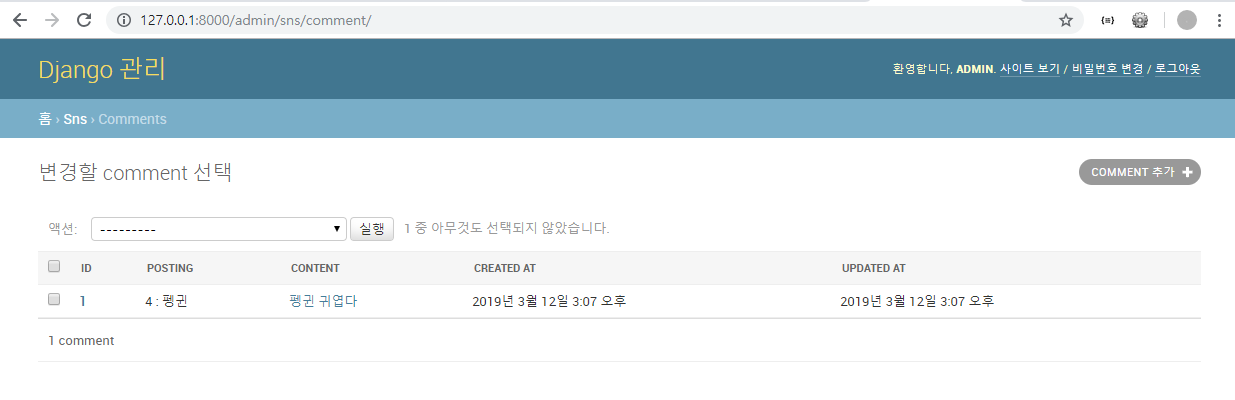 127.0.0.1:8000/admin/sns/comment/
Django 관리
환영합니다, ADMIN. 사이트 보기 / 비밀번호 변경 / 로그아웃
홈 › Sns › Comments
변경할 comment 선택
COMMENT 추가
액션: --------- 실행 1 중 아무것도 선택되지 않았습니다.
ID POSTING CONTENT CREATED AT UPDATED AT
1 4 : 펭귄 펭귄 귀엽다 2019년 3월 12일 3:07 오후 2019년 3월 12일 3:07 오후
1 comment